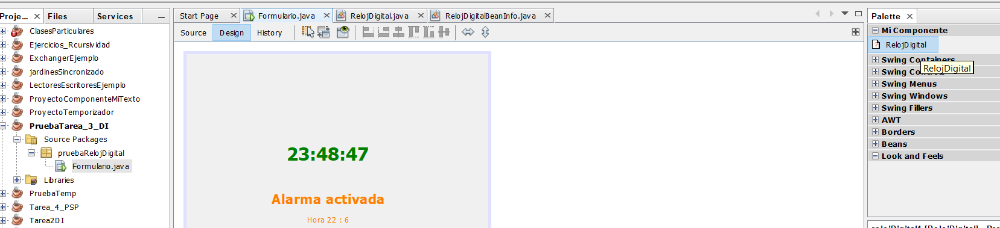 Proje...
Files
Services
Start Page
Formulario.java
RelojDigital.java
RelojDigitalBeanInfo.java
Palette
Source
Design
History
ClasesParticulares
Ejercicios_Rcursividad
ExchangerEjemplo
jardinesSincronizado
LectoresEscritoresEjemplo
ProyectoComponenteMiTexto
ProyectoTemporizador
PruebaTarea_3_DI
Source Packages
pruebaRelojDigital
Formulario.java
Libraries
PruebaTemp
Tarea_4_PSP
Tarea2DI
23:48:47
Alarma activada
Hora 22 : 6
Mi Componente
RelojDigital
Swing Containers
RelojDigital
Swing
Swing Menus
Swing Windows
Swing Fillers
AWT
Borders
Beans
Look and Feels